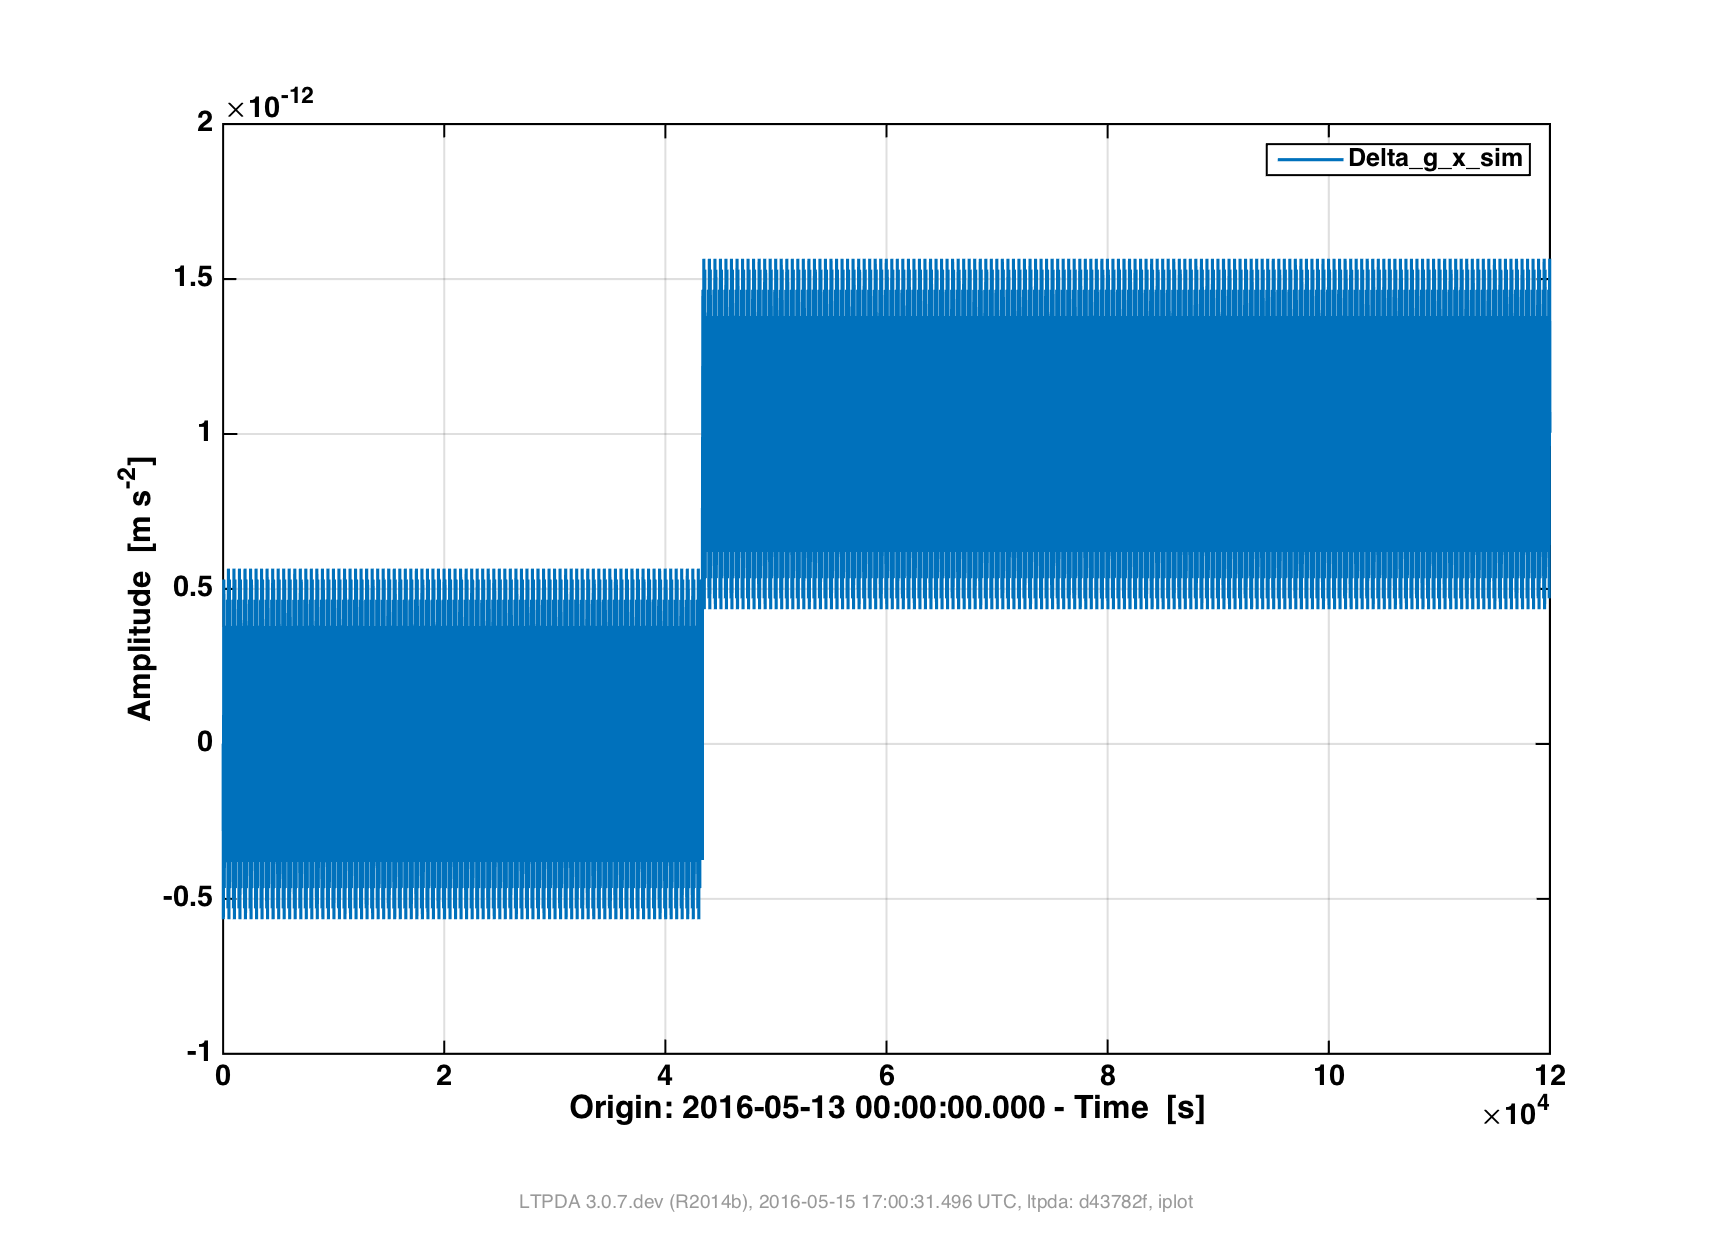 ×10-12
2
1.5
1
0.5
0
-0.5
-1
Amplitude [m s-2]
Delta_g_x_sim
0 2 4 6 8 10 12
Origin: 2016-05-13 00:00:00.000 - Time [s]
×104
LTPDA 3.0.7.dev (R2014b), 2016-05-15 17:00:31.496 UTC, ltpda: d43782f, iplot